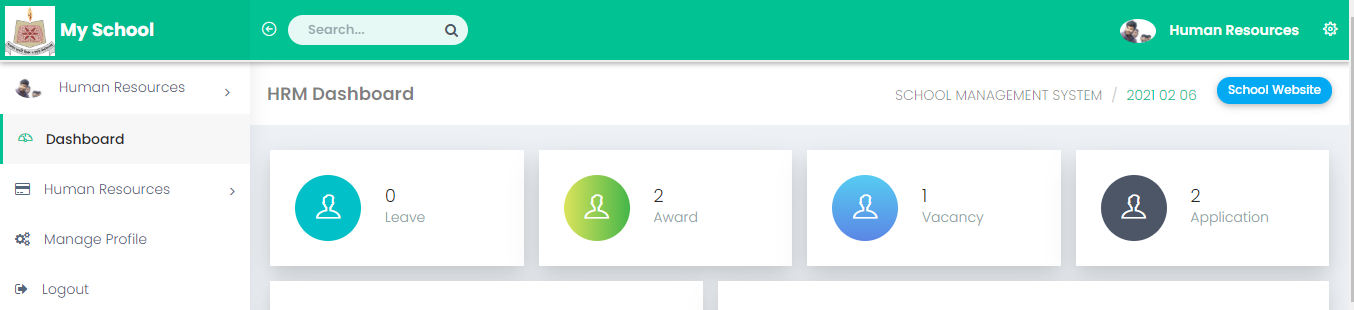 My School
Search...
Human Resources
Human Resources
HRM Dashboard
SCHOOL MANAGEMENT SYSTEM / 2021 02 06
School Website
Dashboard
Human Resources
Manage Profile
Logout
0
Leave
2
Award
1
Vacancy
2
Application